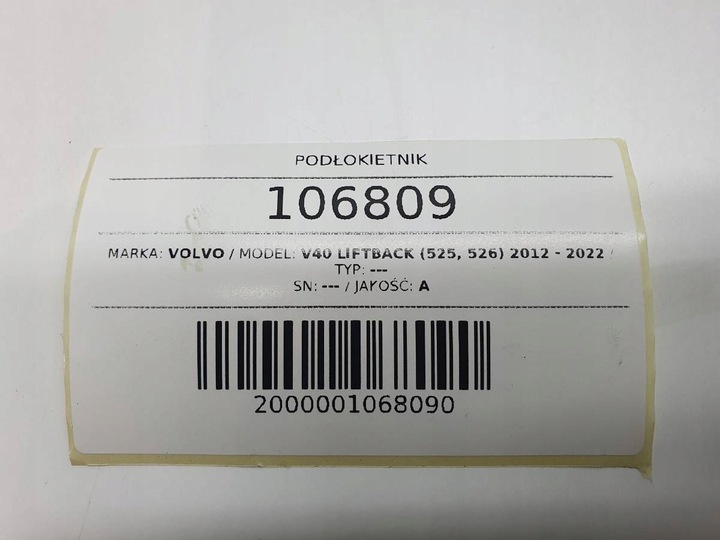 PODŁOKIETNIK
106809
MARKA: VOLVO / MODEL: V40 LIFTBACK (525, 526) 2012 - 2022 /
TYP: ---
SN: --- / JAKOŚĆ: A
2000001068090